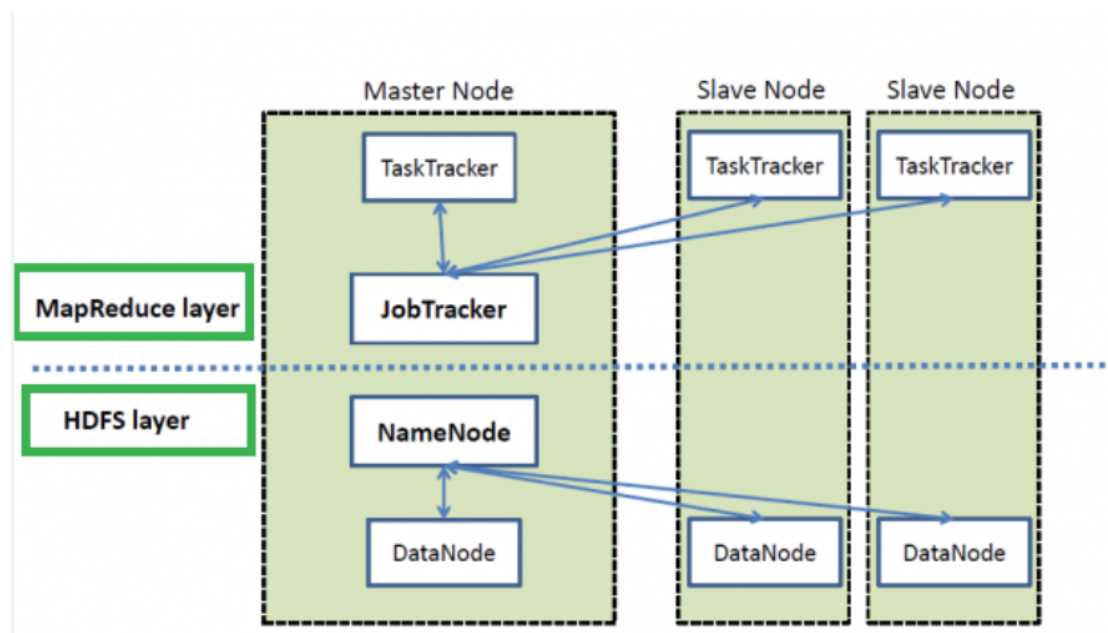 Master Node
Slave Node
Slave Node
TaskTracker
TaskTracker
TaskTracker
MapReduce layer
JobTracker
HDFS layer
NameNode
DataNode
DataNode
DataNode